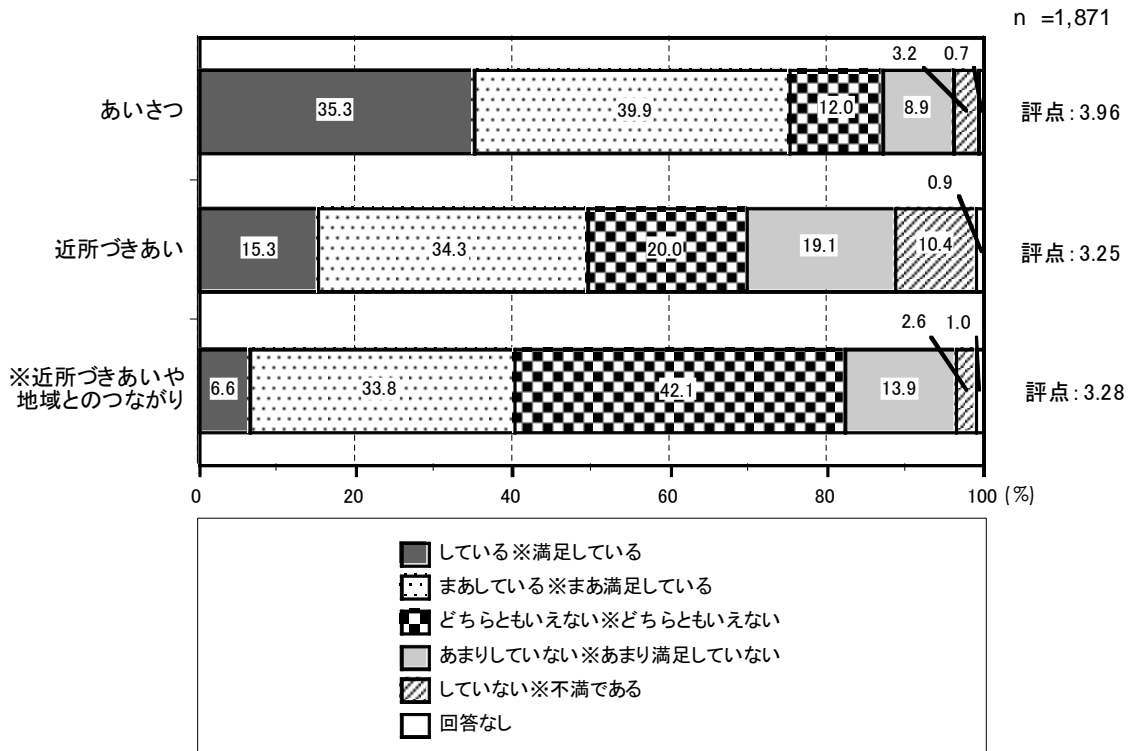 n =1,871
3.2 0.7
あいさつ 35.3 39.9 12.0 8.9 評点:3.96
0.9
近所づきあい 15.3 34.3 20.0 19.1 10.4 評点:3.25
2.6 1.0
※近所づきあいや
地域とのつながり 6.6 33.8 42.1 13.9 評点:3.28
0 20 40 60 80 100 (%)
している※満足している
まあしている※まあ満足している
どちらともいえない※どちらともいえない
あまりしていない※あまり満足していない
していない※不満である
回答なし